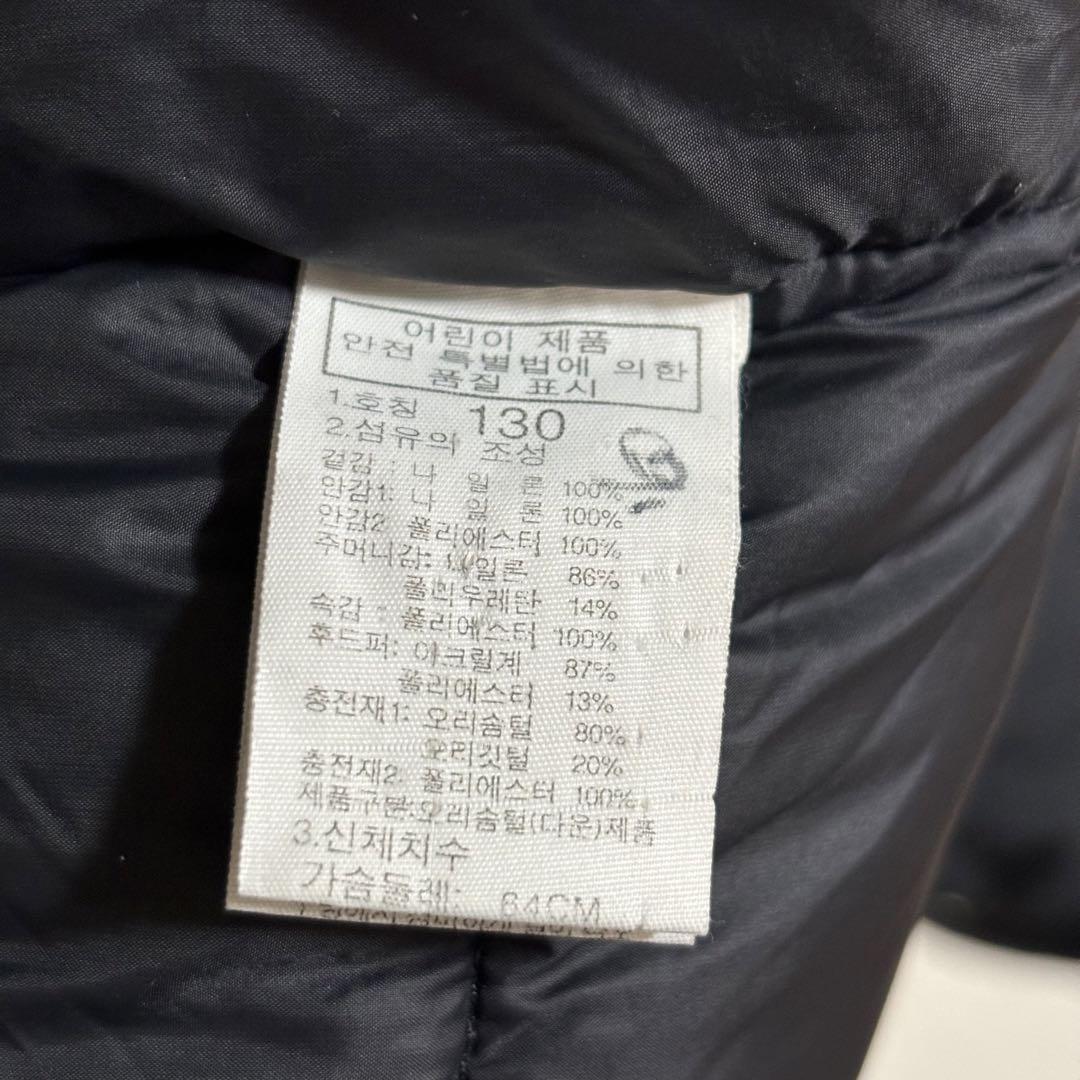 어린이 제품
안전 특별법에 의한
품질 표시
1.호칭 130
2.섬유의 조성
겉감 : 나 일 론 100%
안감1: 나 일 론 100%
안감2 폴리에스터 100%
주머니감: 나일론 86%
폴리우레탄 14%
속감 : 폴리에스터 100%
후드퍼: 아크릴계 87%
폴리에스터 13%
충전재1: 오리솜털 80%
오리깃털 20%
충전재2 폴리에스터 100%
제품구분:오리솜털(다운)제품
3.신체치수
가슴둘레: 64CM